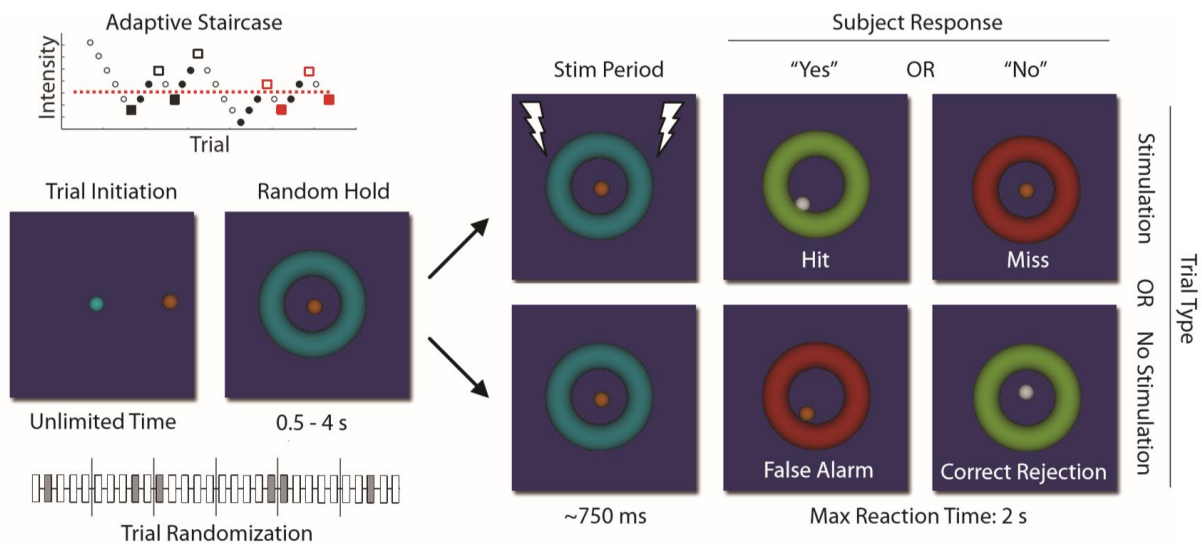 Adaptive Staircase
Intensity
Trial
Trial Initiation
Random Hold
Unlimited Time
0.5 - 4 s
Trial Randomization
Subject Response
Stim Period
“Yes”
OR
“No”
Hit
Miss
False Alarm
Correct Rejection
~750 ms
Max Reaction Time: 2 s
Stimulation
OR
No Stimulation
Trial Type